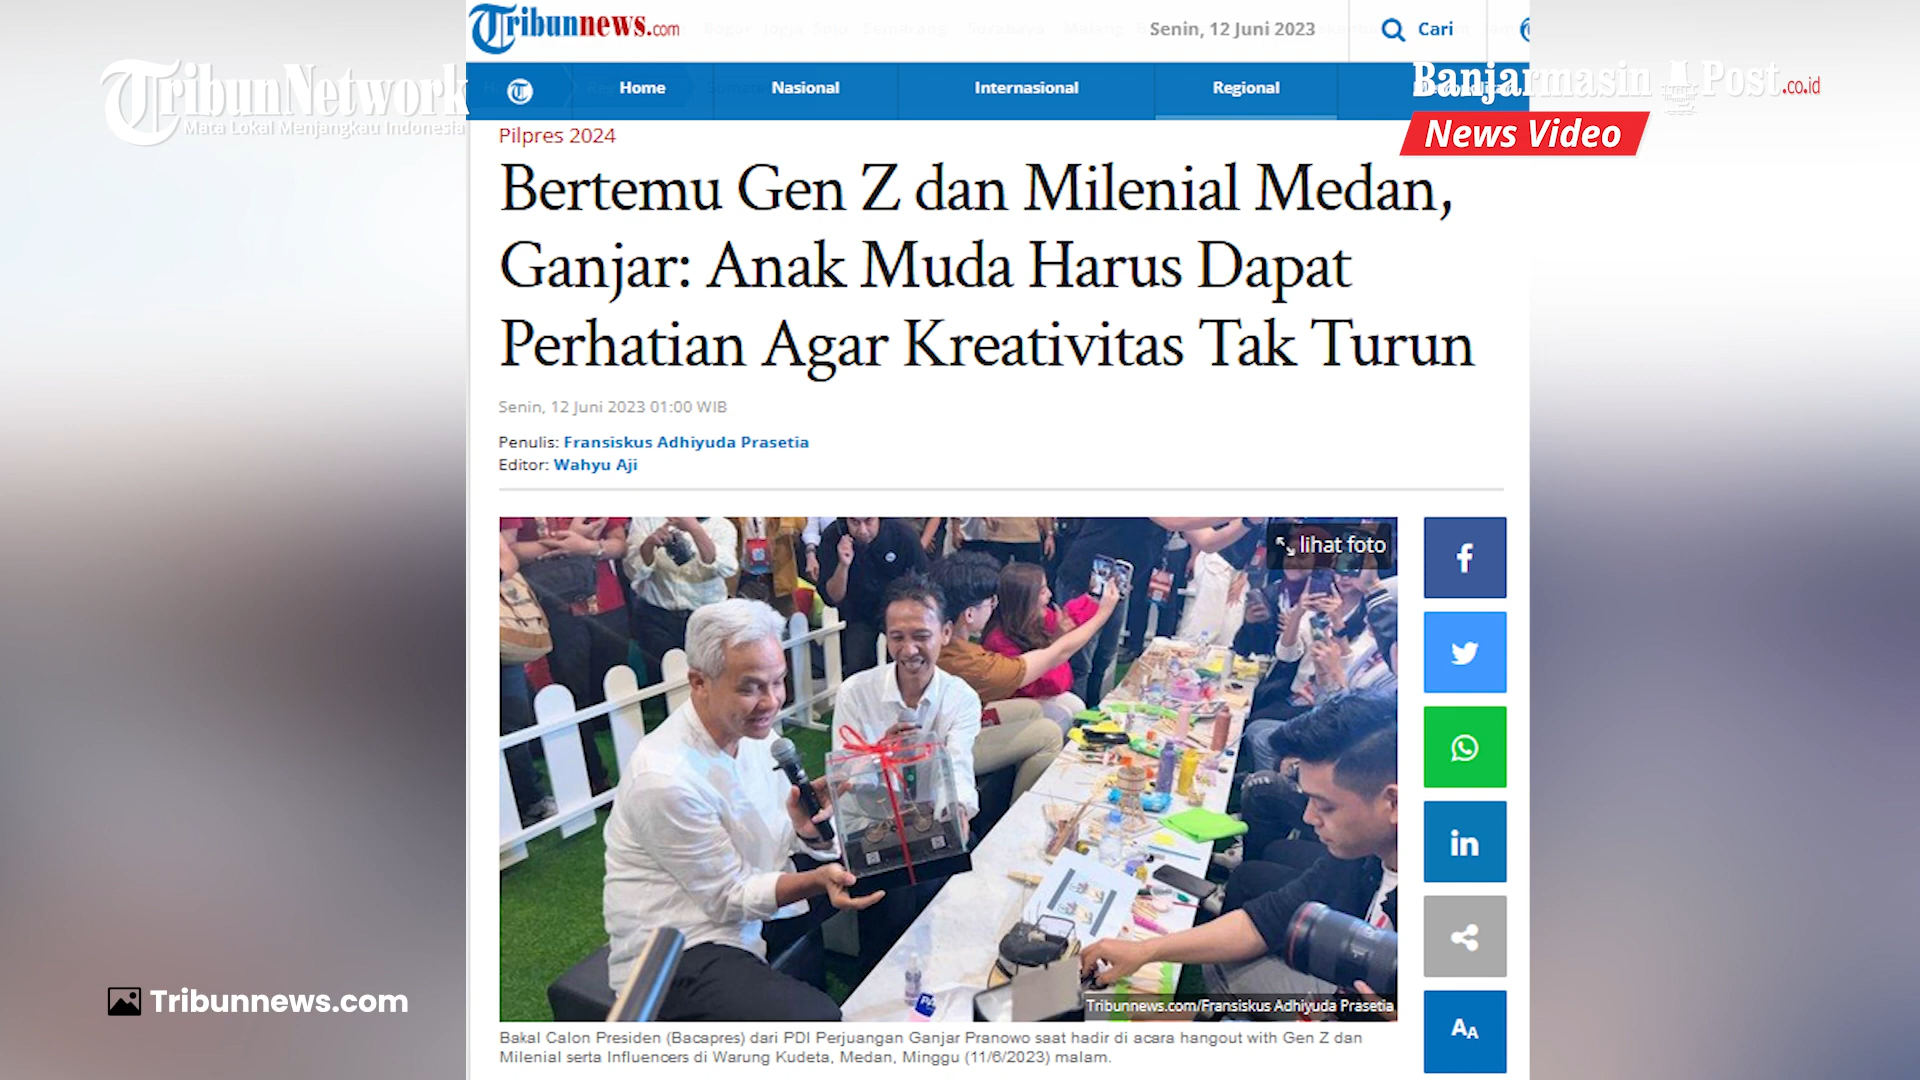 Tribunnews.com
Senin, 12 Juni 2023
Cari
TribunNetwork
Mata Lokal Menjangkau Indonesia
Banjarmasin Post.co.id
News Video
Home
Nasional
Internasional
Regional
Pilpres 2024
Bertemu Gen Z dan Milenial Medan,
Ganjar: Anak Muda Harus Dapat
Perhatian Agar Kreativitas Tak Turun
Senin, 12 Juni 2023 01:00 WIB
Penulis: Fransiskus Adhiyuda Prasetia
Editor: Wahyu Aji
lihat foto
Tribunnews.com/Fransiskus Adhiyuda Prasetia
Tribunnews.com
AA
Bakal Calon Presiden (Bacapres) dari PDI Perjuangan Ganjar Pranowo saat hadir di acara hangout with Gen Z dan
Milenial serta Influencers di Warung Kudeta, Medan, Minggu (11/6/2023) malam.